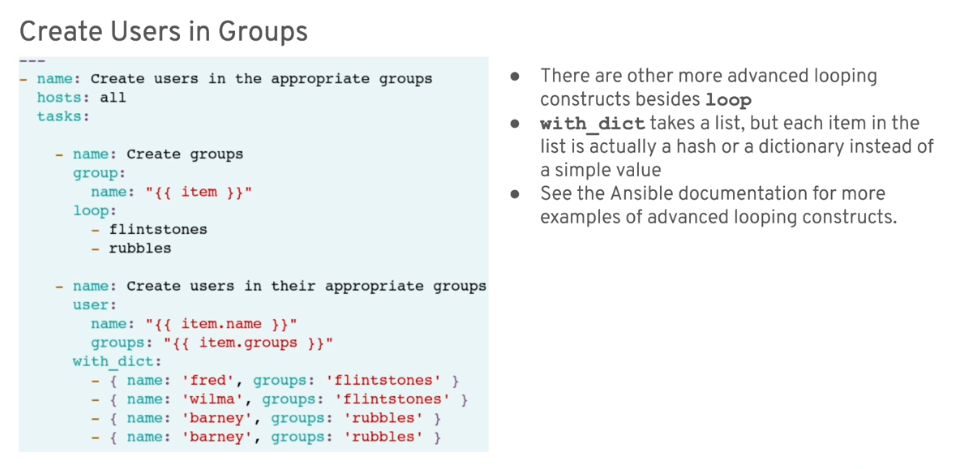 Create Users in Groups
---
- name: Create users in the appropriate groups
  hosts: all
  tasks:
    - name: Create groups
      group:
        name: "{{ item }}"
      loop:
        - flintstones
        - rubbles
    - name: Create users in their appropriate groups
      user:
        name: "{{ item.name }}"
        groups: "{{ item.groups }}"
      with_dict:
        - { name: 'fred', groups: 'flintstones' }
        - { name: 'wilma', groups: 'flintstones' }
        - { name: 'barney', groups: 'rubbles' }
        - { name: 'barney', groups: 'rubbles' }
● There are other more advanced looping
constructs besides loop
● with_dict takes a list, but each item in the
list is actually a hash or a dictionary instead of
a simple value
● See the Ansible documentation for more
examples of advanced looping constructs.